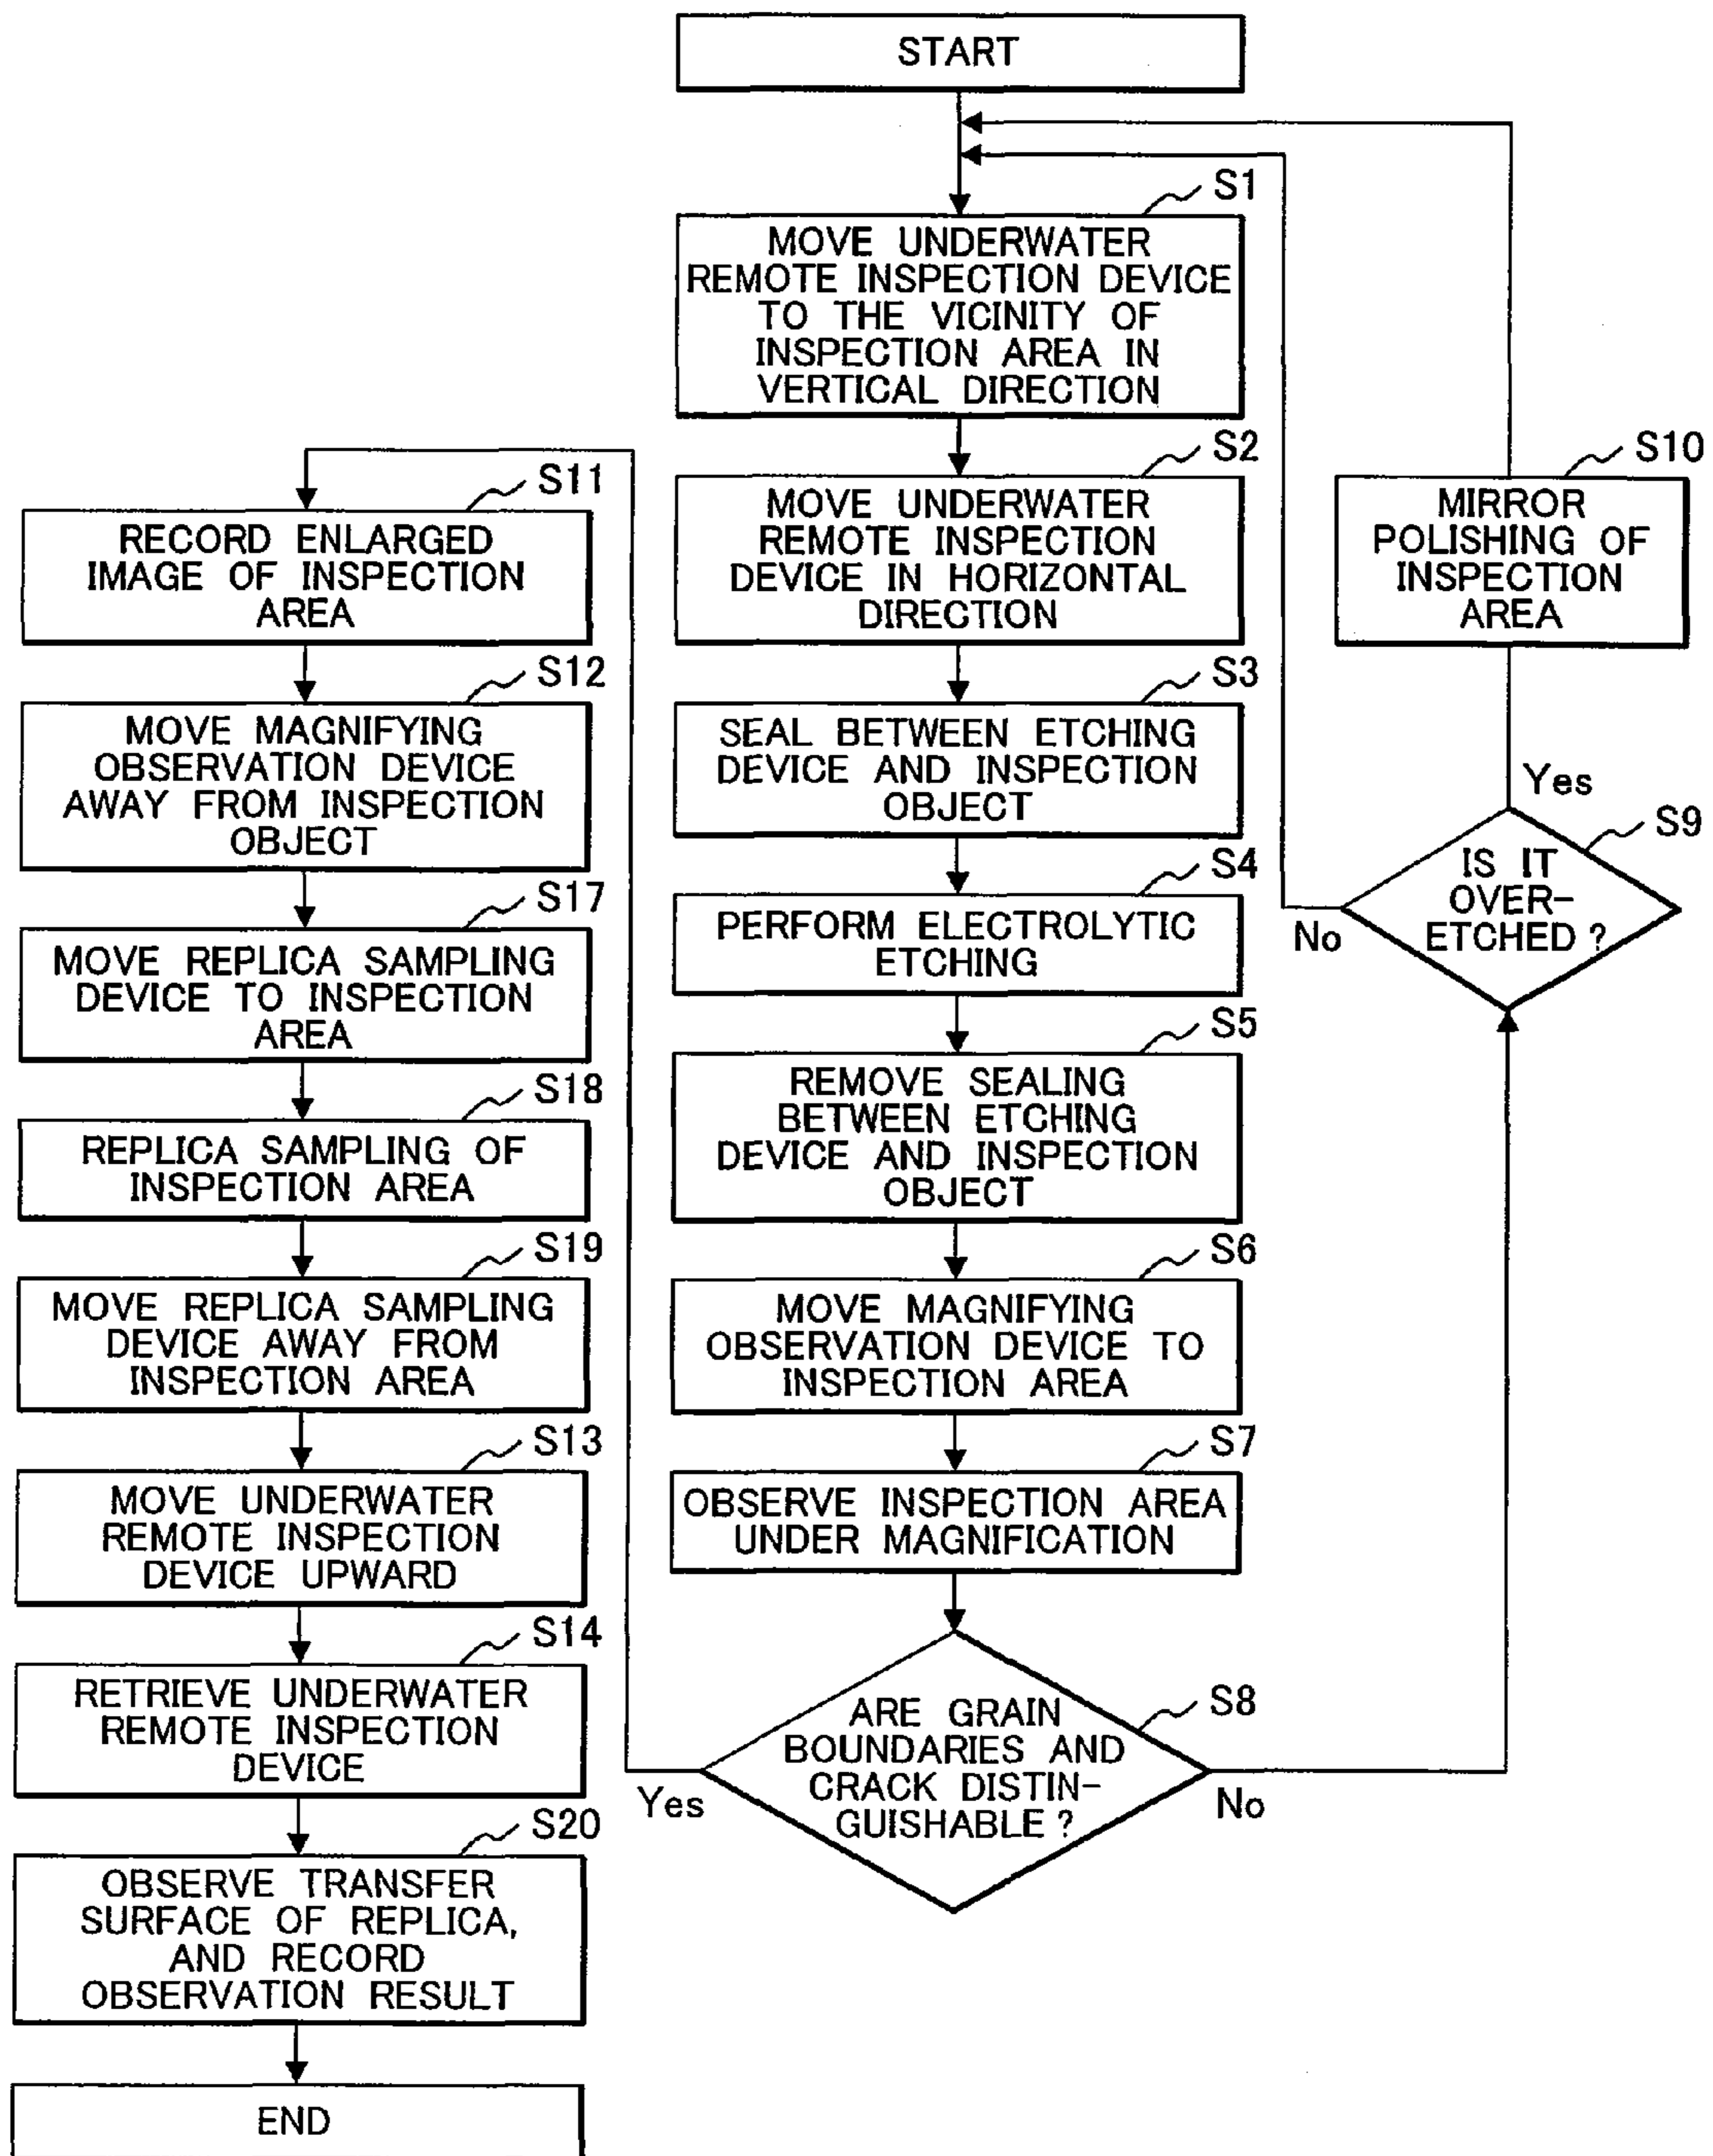 START
S1
MOVE UNDERWATER
REMOTE INSPECTION DEVICE
TO THE VICINITY OF
INSPECTION AREA IN
VERTICAL DIRECTION
S2
MOVE UNDERWATER
REMOTE INSPECTION
DEVICE IN HORIZONTAL
DIRECTION
S3
SEAL BETWEEN ETCHING
DEVICE AND INSPECTION
OBJECT
S4
PERFORM ELECTROLYTIC
ETCHING
S5
REMOVE SEALING
BETWEEN ETCHING
DEVICE AND INSPECTION
OBJECT
S6
MOVE MAGNIFYING
OBSERVATION DEVICE TO
INSPECTION AREA
S7
OBSERVE INSPECTION AREA
UNDER MAGNIFICATION
S8
ARE GRAIN
BOUNDARIES AND
CRACK DISTIN-
GUISHABLE ?
Yes
No
S9
IS IT
OVER-
ETCHED ?
Yes
No
S10
MIRROR
POLISHING OF
INSPECTION
AREA
S11
RECORD ENLARGED
IMAGE OF INSPECTION
AREA
S12
MOVE MAGNIFYING
OBSERVATION DEVICE
AWAY FROM INSPECTION
OBJECT
S17
MOVE REPLICA SAMPLING
DEVICE TO INSPECTION
AREA
S18
REPLICA SAMPLING OF
INSPECTION AREA
S19
MOVE REPLICA SAMPLING
DEVICE AWAY FROM
INSPECTION AREA
S13
MOVE UNDERWATER
REMOTE INSPECTION
DEVICE UPWARD
S14
RETRIEVE UNDERWATER
REMOTE INSPECTION
DEVICE
S20
OBSERVE TRANSFER
SURFACE OF REPLICA,
AND RECORD
OBSERVATION RESULT
END